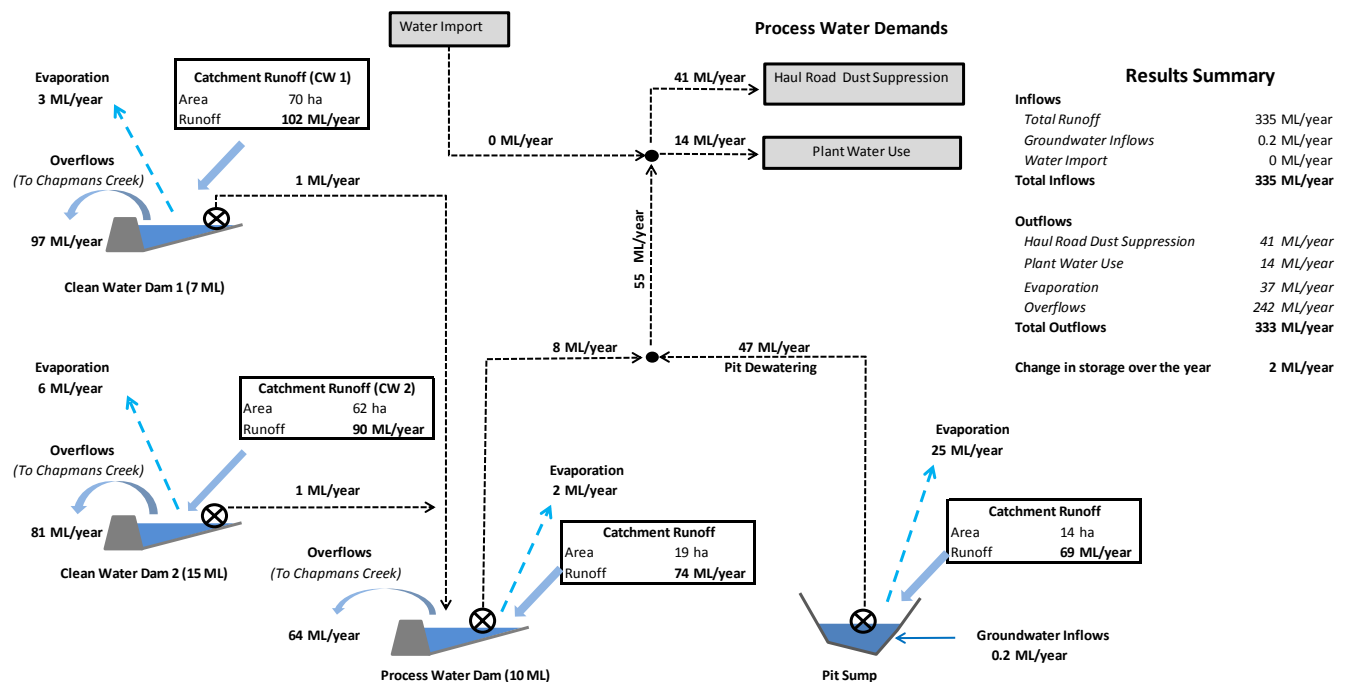 Water Import
Process Water Demands
Evaporation
3 ML/year
Catchment Runoff (CW 1)
Area 70 ha
Runoff 102 ML/year
41 ML/year
Haul Road Dust Suppression
0 ML/year
14 ML/year
Plant Water Use
Overflows
(To Chapmans Creek)
1 ML/year
97 ML/year
Clean Water Dam 1 (7 ML)
55 ML/year
Results Summary
Inflows
Total Runoff 335 ML/year
Groundwater Inflows 0.2 ML/year
Water Import 0 ML/year
Total Inflows 335 ML/year
Outflows
Haul Road Dust Suppression 41 ML/year
Plant Water Use 14 ML/year
Evaporation 37 ML/year
Overflows 242 ML/year
Total Outflows 333 ML/year
Change in storage over the year 2 ML/year
8 ML/year
47 ML/year
Pit Dewatering
Evaporation
6 ML/year
Catchment Runoff (CW 2)
Area 62 ha
Runoff 90 ML/year
Overflows
(To Chapmans Creek)
1 ML/year
81 ML/year
Clean Water Dam 2 (15 ML)
Evaporation
2 ML/year
Catchment Runoff
Area 19 ha
Runoff 74 ML/year
Overflows
(To Chapmans Creek)
64 ML/year
Process Water Dam (10 ML)
Evaporation
25 ML/year
Catchment Runoff
Area 14 ha
Runoff 69 ML/year
Groundwater Inflows
0.2 ML/year
Pit Sump